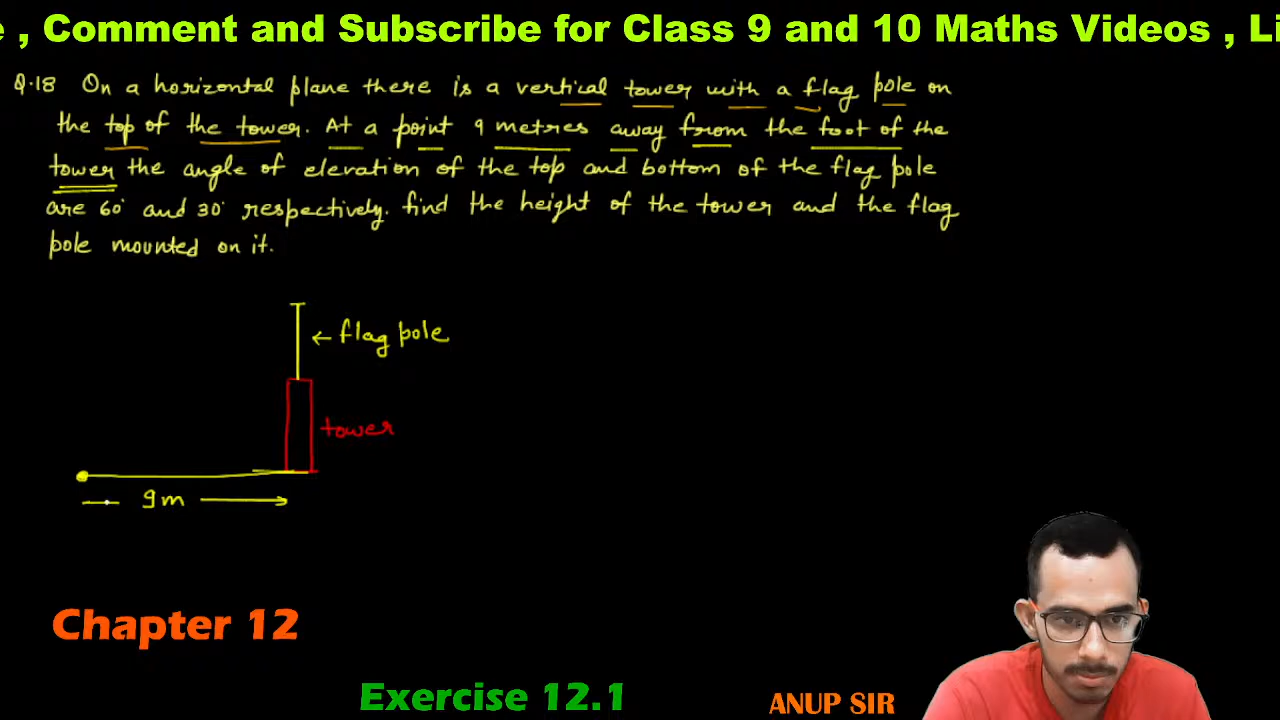 e , Comment and Subscribe for Class 9 and 10 Maths Videos , Li
Q.18 On a horizontal plane there is a vertical tower with a flag pole on
the top of the tower. At a point 9 metres away from the foot of the
tower the angle of elevation of the top and bottom of the flag pole
are 60° and 30° respectively. find the height of the tower and the flag
pole mounted on it.
← flag pole
tower
9m
Chapter 12
Exercise 12.1
ANUP SIR